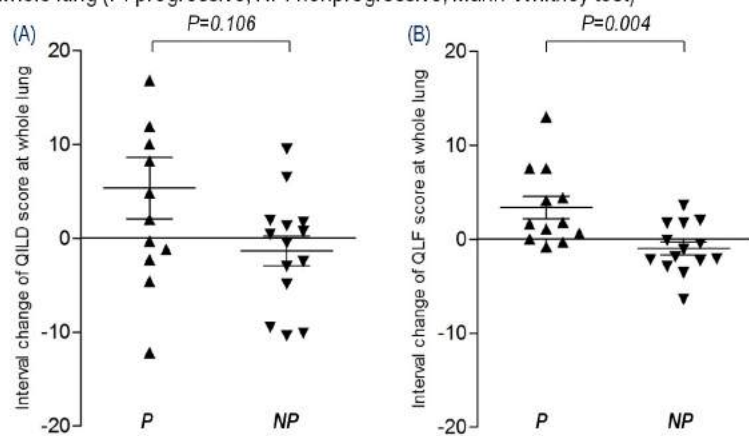 whole lung (P : progressive, NP: nonprogressive, Mann-Whitney test)
(A)
P=0.106
Interval change of QILD score at whole lung
20
10
0
-10
-20
P
NP
(B)
P=0.004
Interval change of QLF score at whole lung
20
10
0
-10
-20
P
NP